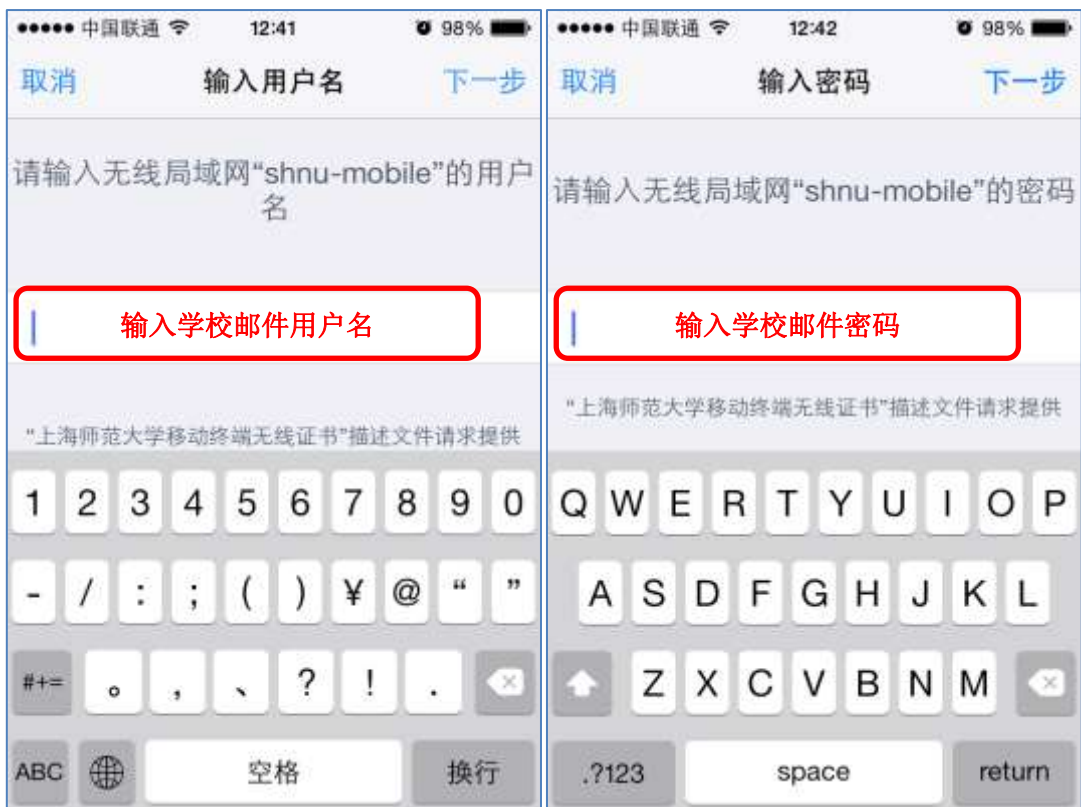 中国联通 12:41 98%
取消 输入用户名 下一步
请输入无线局域网“shnu-mobile”的用户
名
输入学校邮件用户名
“上海师范大学移动终端无线证书”描述文件请求提供
1 2 3 4 5 6 7 8 9 0
- / : ; ( ) ¥ @ “ ”
#+= 。 , 、 ? ! .
ABC 空格 换行
中国联通 12:42 98%
取消 输入密码 下一步
请输入无线局域网“shnu-mobile”的密码
输入学校邮件密码
“上海师范大学移动终端无线证书”描述文件请求提供
Q W E R T Y U I O P
A S D F G H J K L
Z X C V B N M
.?123 space return